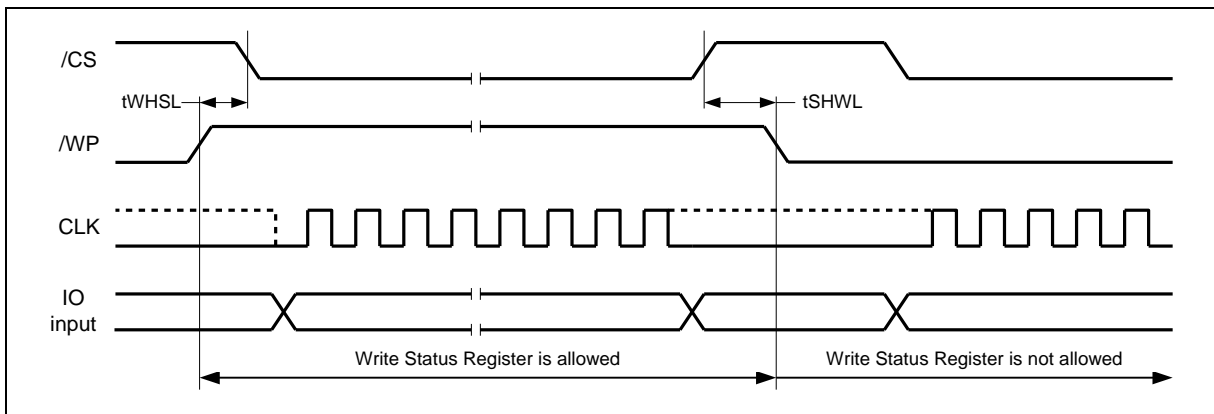 /CS
tWHSL
tSHWL
/WP
CLK
IO
input
Write Status Register is allowed
Write Status Register is not allowed